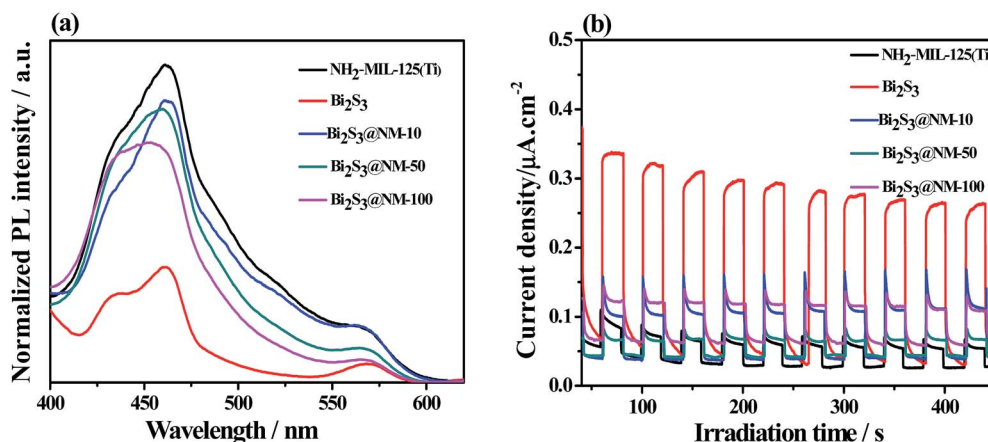 (a)
Normalized PL intensity / a.u.
NH2-MIL-125(Ti)
Bi2S3
Bi2S3@NM-10
Bi2S3@NM-50
Bi2S3@NM-100
400 450 500 550 600
Wavelength / nm
(b)
Current density/μA.cm-2
0.5
0.4
0.3
0.2
0.1
0.0
NH2-MIL-125(Ti)
Bi2S3
Bi2S3@NM-10
Bi2S3@NM-50
Bi2S3@NM-100
100 200 300 400
Irradiation time / s